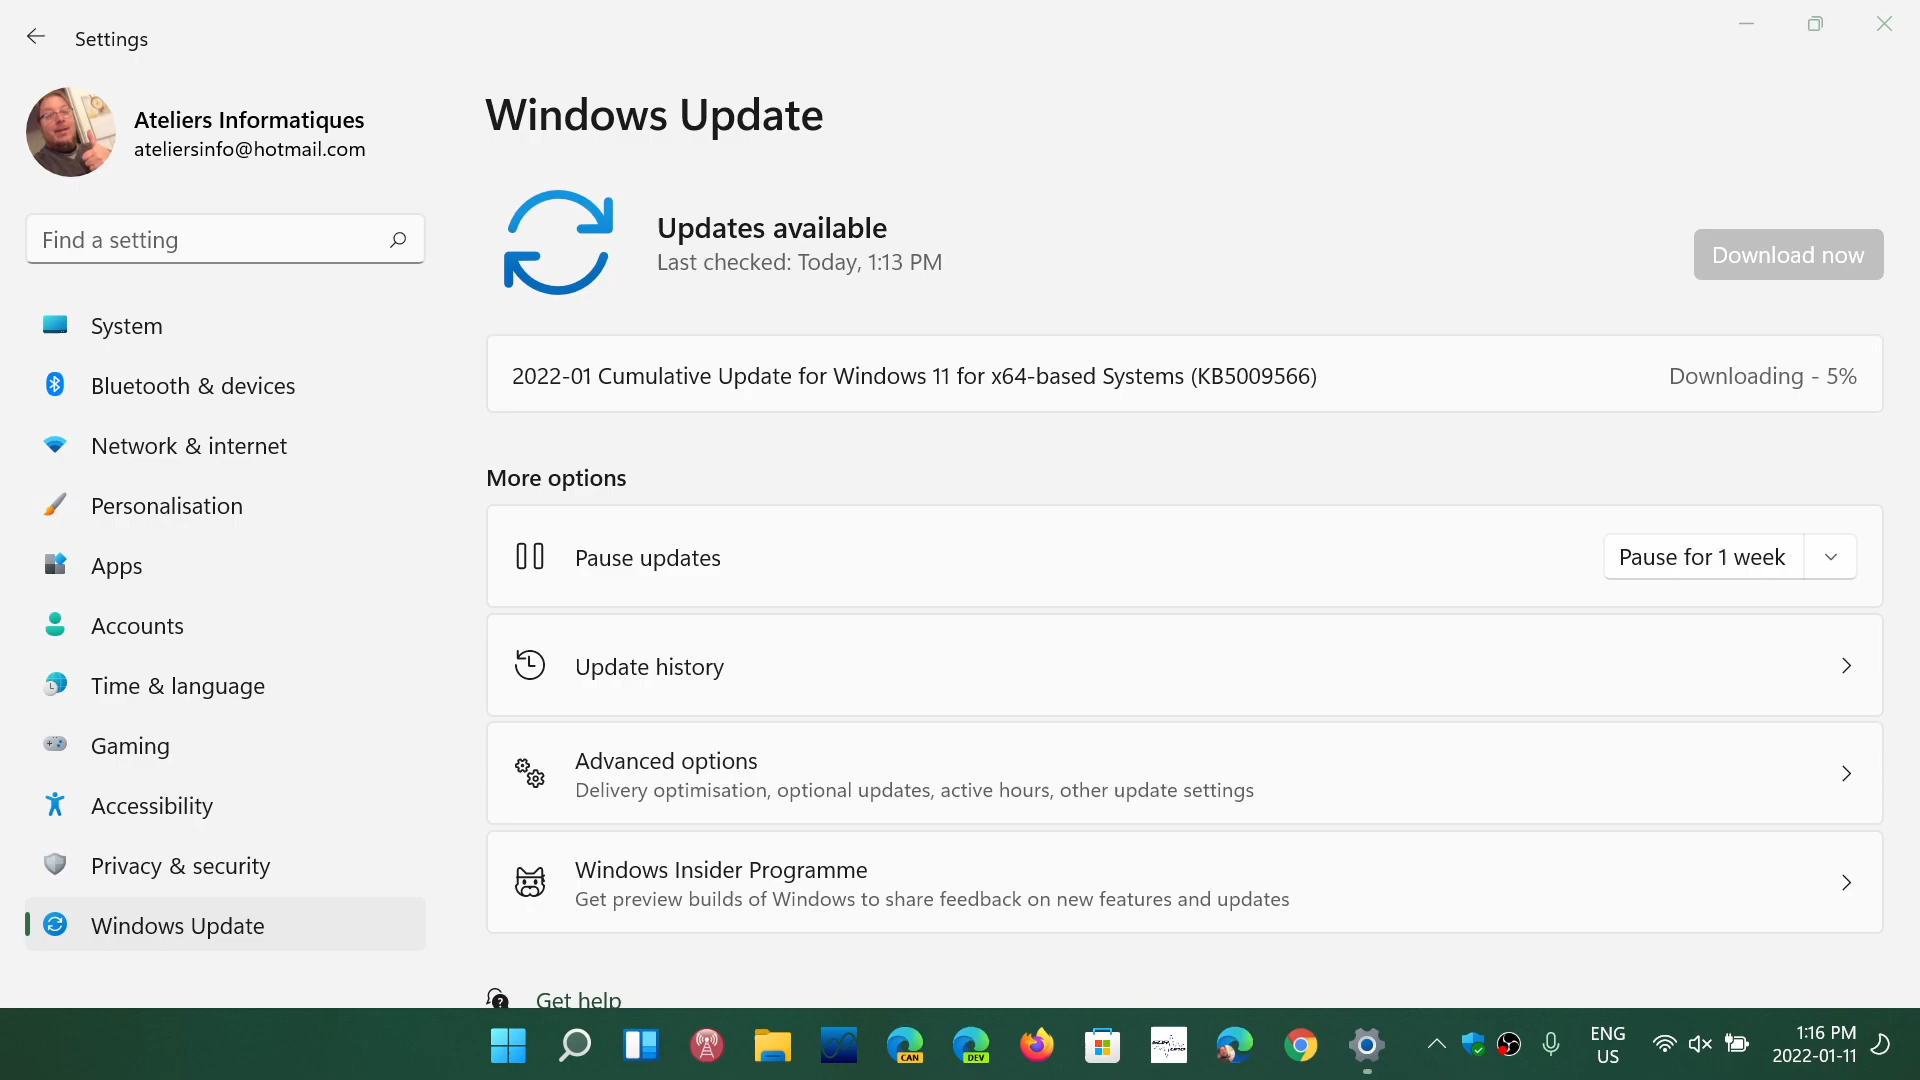 Settings
Ateliers Informatiques
ateliersinfo@hotmail.com
Find a setting
System
Bluetooth & devices
Network & internet
Personalisation
Apps
Accounts
Time & language
Gaming
Accessibility
Privacy & security
Windows Update
Windows Update
Updates available
Last checked: Today, 1:13 PM
Download now
2022-01 Cumulative Update for Windows 11 for x64-based Systems (KB5009566)
Downloading - 5%
More options
Pause updates
Pause for 1 week
Update history
Advanced options
Delivery optimisation, optional updates, active hours, other update settings
Windows Insider Programme
Get preview builds of Windows to share feedback on new features and updates
Get help
CAN
DEV
ENG
US
1:16 PM
2022-01-11